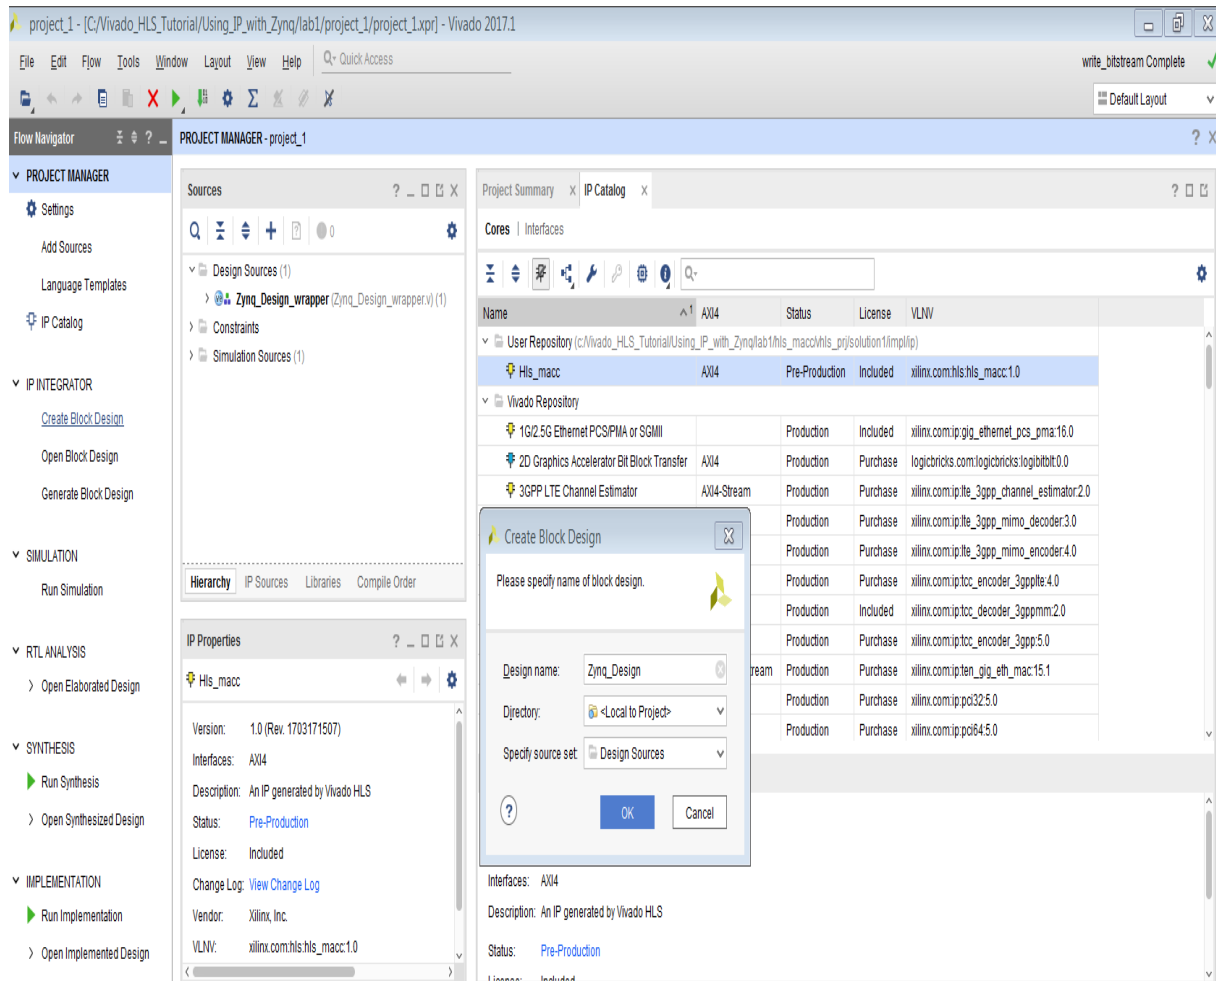 project_1 - [C:/Vivado_HLS_Tutorial/Using_IP_with_Zynq/lab1/project_1/project_1.xpr] - Vivado 2017.1
File Edit Flow Tools Window Layout View Help Quick Access
write_bitstream Complete
Default Layout
Flow Navigator
PROJECT MANAGER
Settings
Add Sources
Language Templates
IP Catalog
IP INTEGRATOR
Create Block Design
Open Block Design
Generate Block Design
SIMULATION
Run Simulation
RTL ANALYSIS
Open Elaborated Design
SYNTHESIS
Run Synthesis
Open Synthesized Design
IMPLEMENTATION
Run Implementation
Open Implemented Design
PROJECT MANAGER - project_1
Sources
0
Design Sources (1)
Zynq_Design_wrapper (Zynq_Design_wrapper.v) (1)
Constraints
Simulation Sources (1)
Hierarchy IP Sources Libraries Compile Order
IP Properties
Hls_macc
Version: 1.0 (Rev. 1703171507)
Interfaces: AXI4
Description: An IP generated by Vivado HLS
Status: Pre-Production
License: Included
Change Log: View Change Log
Vendor: Xilinx, Inc.
VLNV: xilinx.com:hls:hls_macc:1.0
Project Summary IP Catalog
Cores | Interfaces
Name 1 AXI4 Status License VLNV
User Repository (c:/Vivado_HLS_Tutorial/Using_IP_with_Zynq/lab1/hls_macc/vhls_prj/solution1/impl/ip)
Hls_macc AXI4 Pre-Production Included xilinx.com:hls:hls_macc:1.0
Vivado Repository
1G/2.5G Ethernet PCS/PMA or SGMII Production Included xilinx.com:ip:gig_ethernet_pcs_pma:16.0
2D Graphics Accelerator Bit Block Transfer AXI4 Production Purchase logicbricks.com:logicbricks:logibitblt:0.0
3GPP LTE Channel Estimator AXI4-Stream Production Purchase xilinx.com:ip:lte_3gpp_channel_estimator:2.0
Production Purchase xilinx.com:ip:lte_3gpp_mimo_decoder:3.0
Production Purchase xilinx.com:ip:lte_3gpp_mimo_encoder:4.0
Production Purchase xilinx.com:ip:tcc_encoder_3gpplte:4.0
Production Included xilinx.com:ip:tcc_decoder_3gppmm:2.0
Production Purchase xilinx.com:ip:tcc_encoder_3gpp:5.0
ream Production Purchase xilinx.com:ip:ten_gig_eth_mac:15.1
Production Purchase xilinx.com:ip:pci32:5.0
Production Purchase xilinx.com:ip:pci64:5.0
Create Block Design
Please specify name of block design.
Design name: Zynq_Design
Directory: <Local to Project>
Specify source set: Design Sources
? OK Cancel
Interfaces: AXI4
Description: An IP generated by Vivado HLS
Status: Pre-Production
License: Included